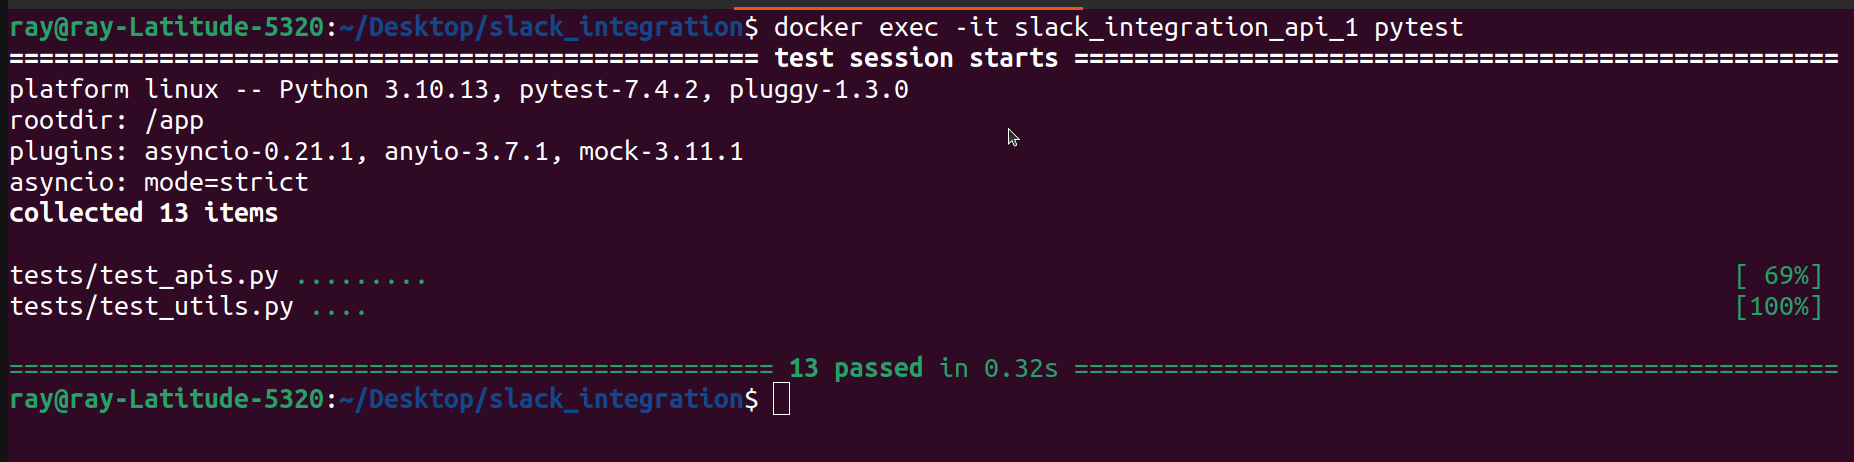 ray@ray-Latitude-5320:~/Desktop/slack_integration$ docker exec -it slack_integration_api_1 pytest
================================================== test session starts ===================================================
platform linux -- Python 3.10.13, pytest-7.4.2, pluggy-1.3.0
rootdir: /app
plugins: asyncio-0.21.1, anyio-3.7.1, mock-3.11.1
asyncio: mode=strict
collected 13 items
tests/test_apis.py ......... [ 69%]
tests/test_utils.py .... [100%]
=================================================== 13 passed in 0.32s ===================================================
ray@ray-Latitude-5320:~/Desktop/slack_integration$